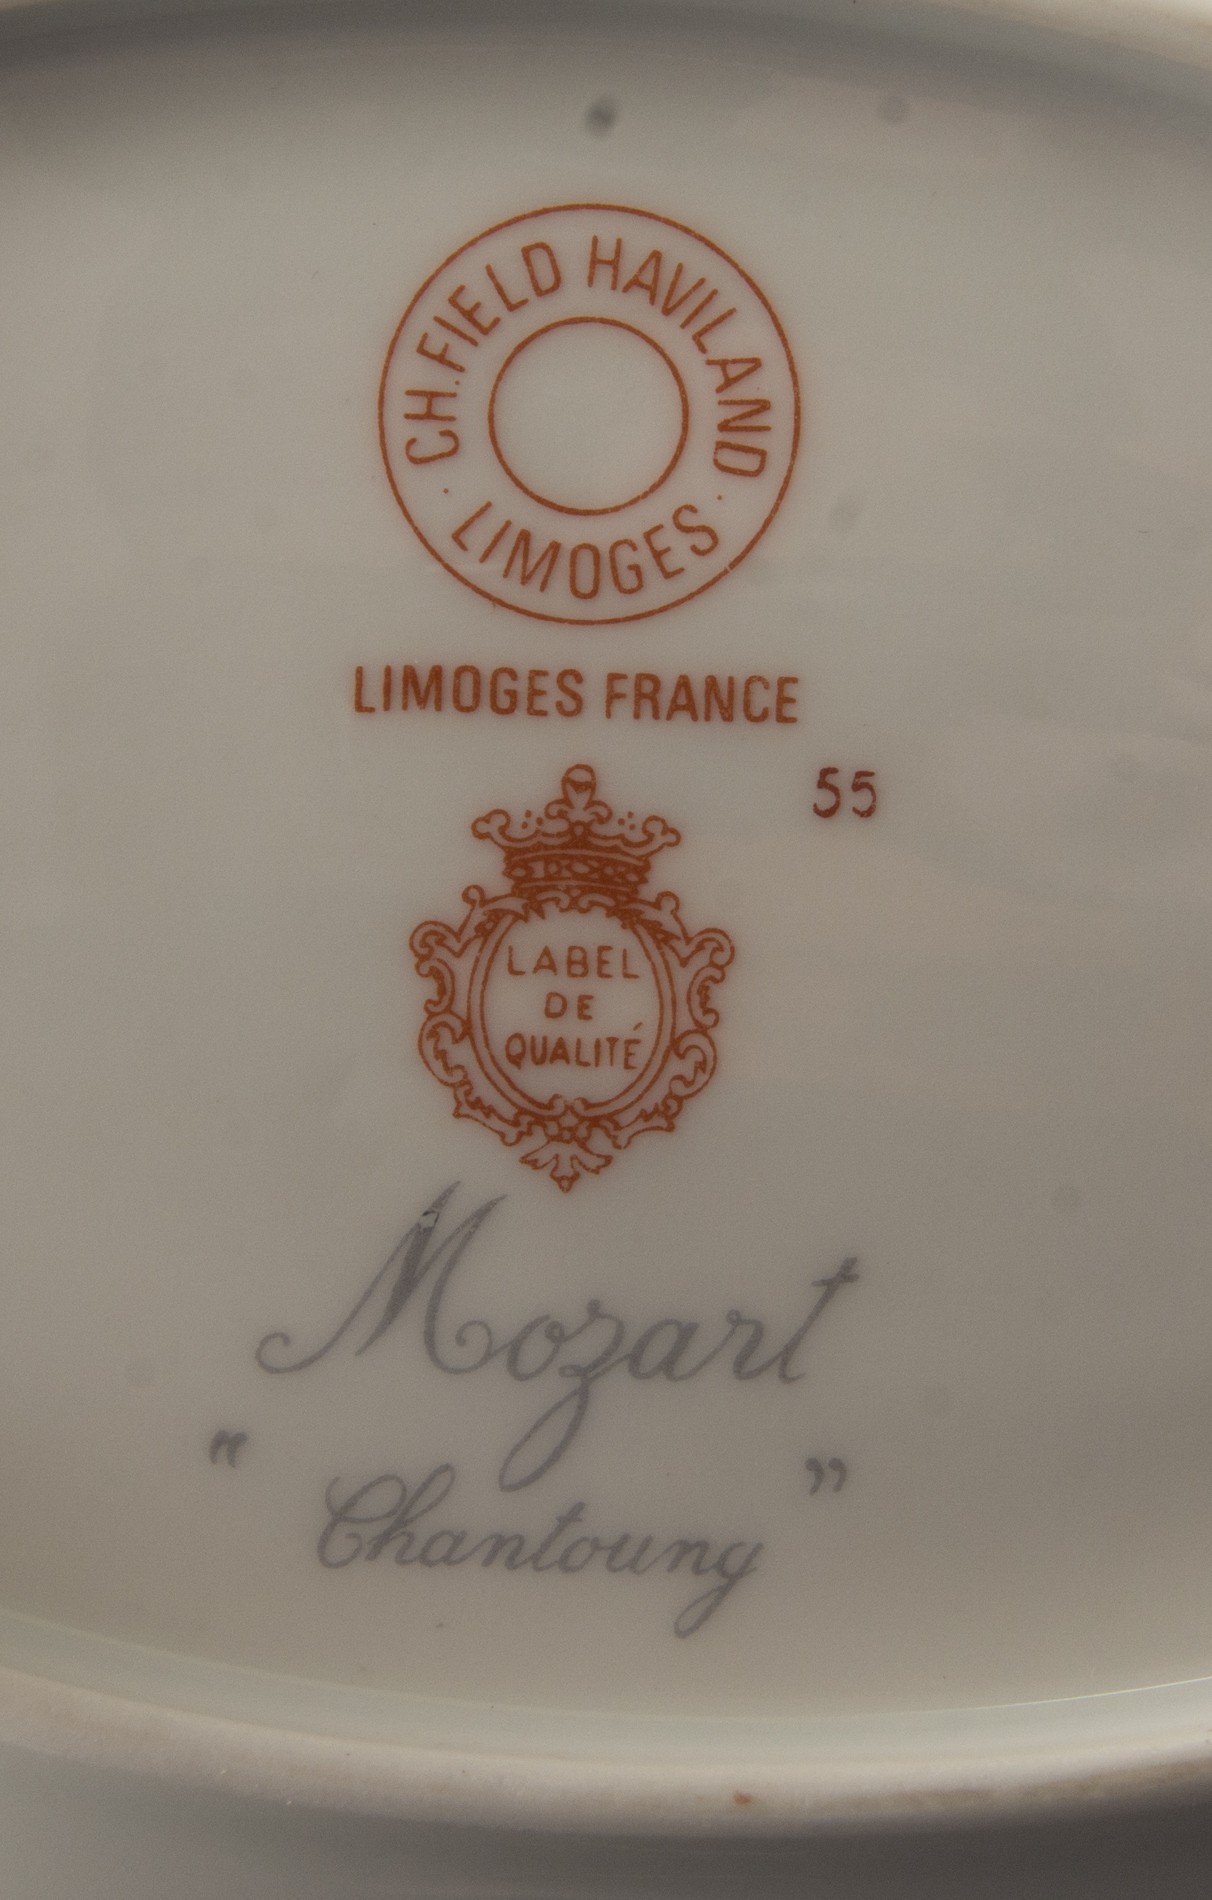 CH. FIELD HAVILAND
· LIMOGES ·
LIMOGES FRANCE
55
LABEL
DE
QUALITÉ
Mozart
“ Chantoung ”